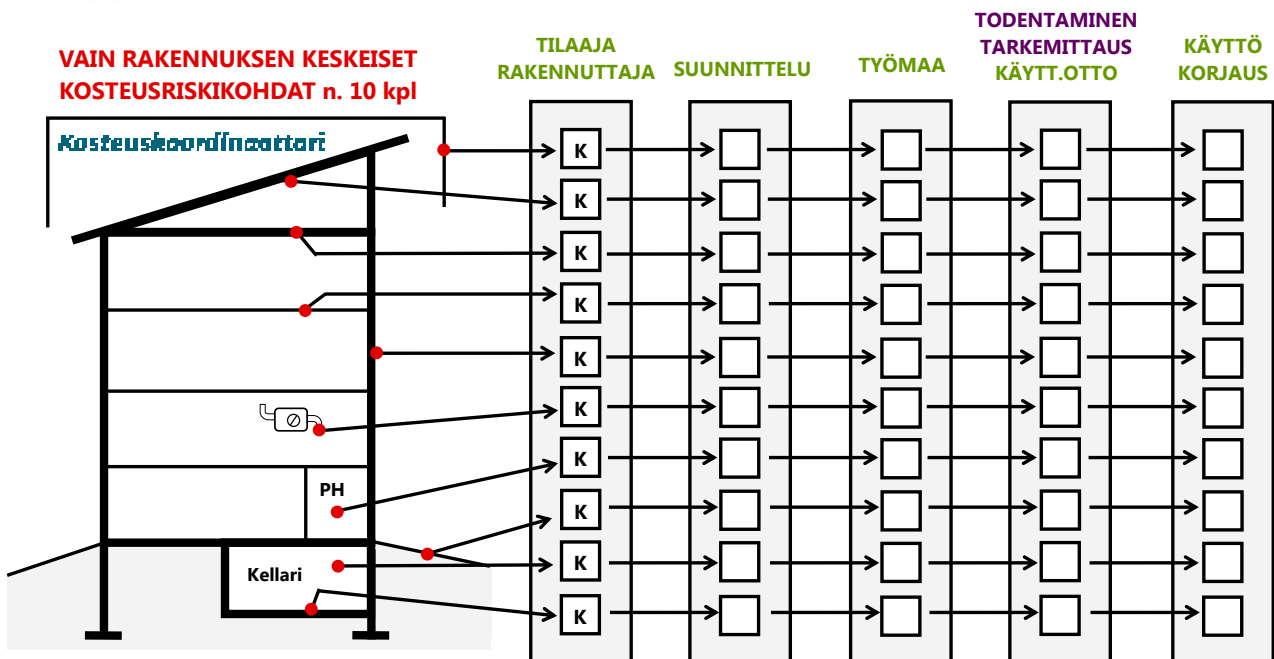 VAIN RAKENNUKSEN KESKEISET
KOSTEUSRISKIKOHDAT n. 10 kpl
Kosteuskoordinaattori
PH
Kellari
TILAAJA
RAKENNUTTAJA
SUUNNITTELU
TYÖMAA
TODENTAMINEN
TARKEMITTAUS
KÄYTT.OTTO
KÄYTTÖ
KORJAUS
K
K
K
K
K
K
K
K
K
K